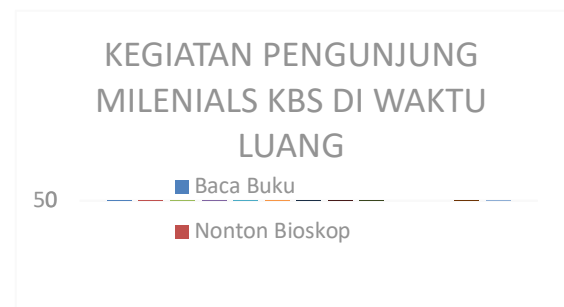 KEGIATAN PENGUNJUNG
MILENIALS KBS DI WAKTU
LUANG
Baca Buku
50
Nonton Bioskop